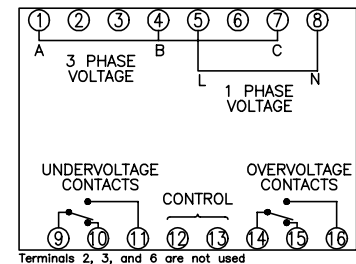 1 2 3 4 5 6 7 8
A B C
3 PHASE
VOLTAGE
L N
1 PHASE
VOLTAGE
UNDERVOLTAGE
CONTACTS
CONTROL
OVERVOLTAGE
CONTACTS
9 10 11 12 13 14 15 16
Terminals 2, 3, and 6 are not used